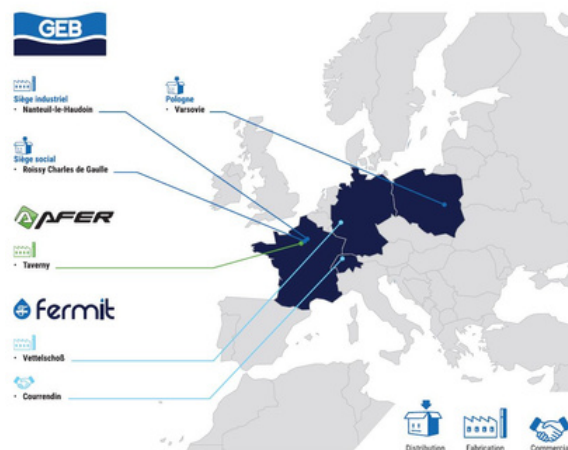 GEB
Siège industriel
• Nanteuil-le-Haudoin
Pologne
• Varsovie
Siège social
• Roissy Charles de Gaulle
AFER
• Taverny
fermit
• Vettelschoß
• Courrendin
Distribution
Fabrication
Commercial